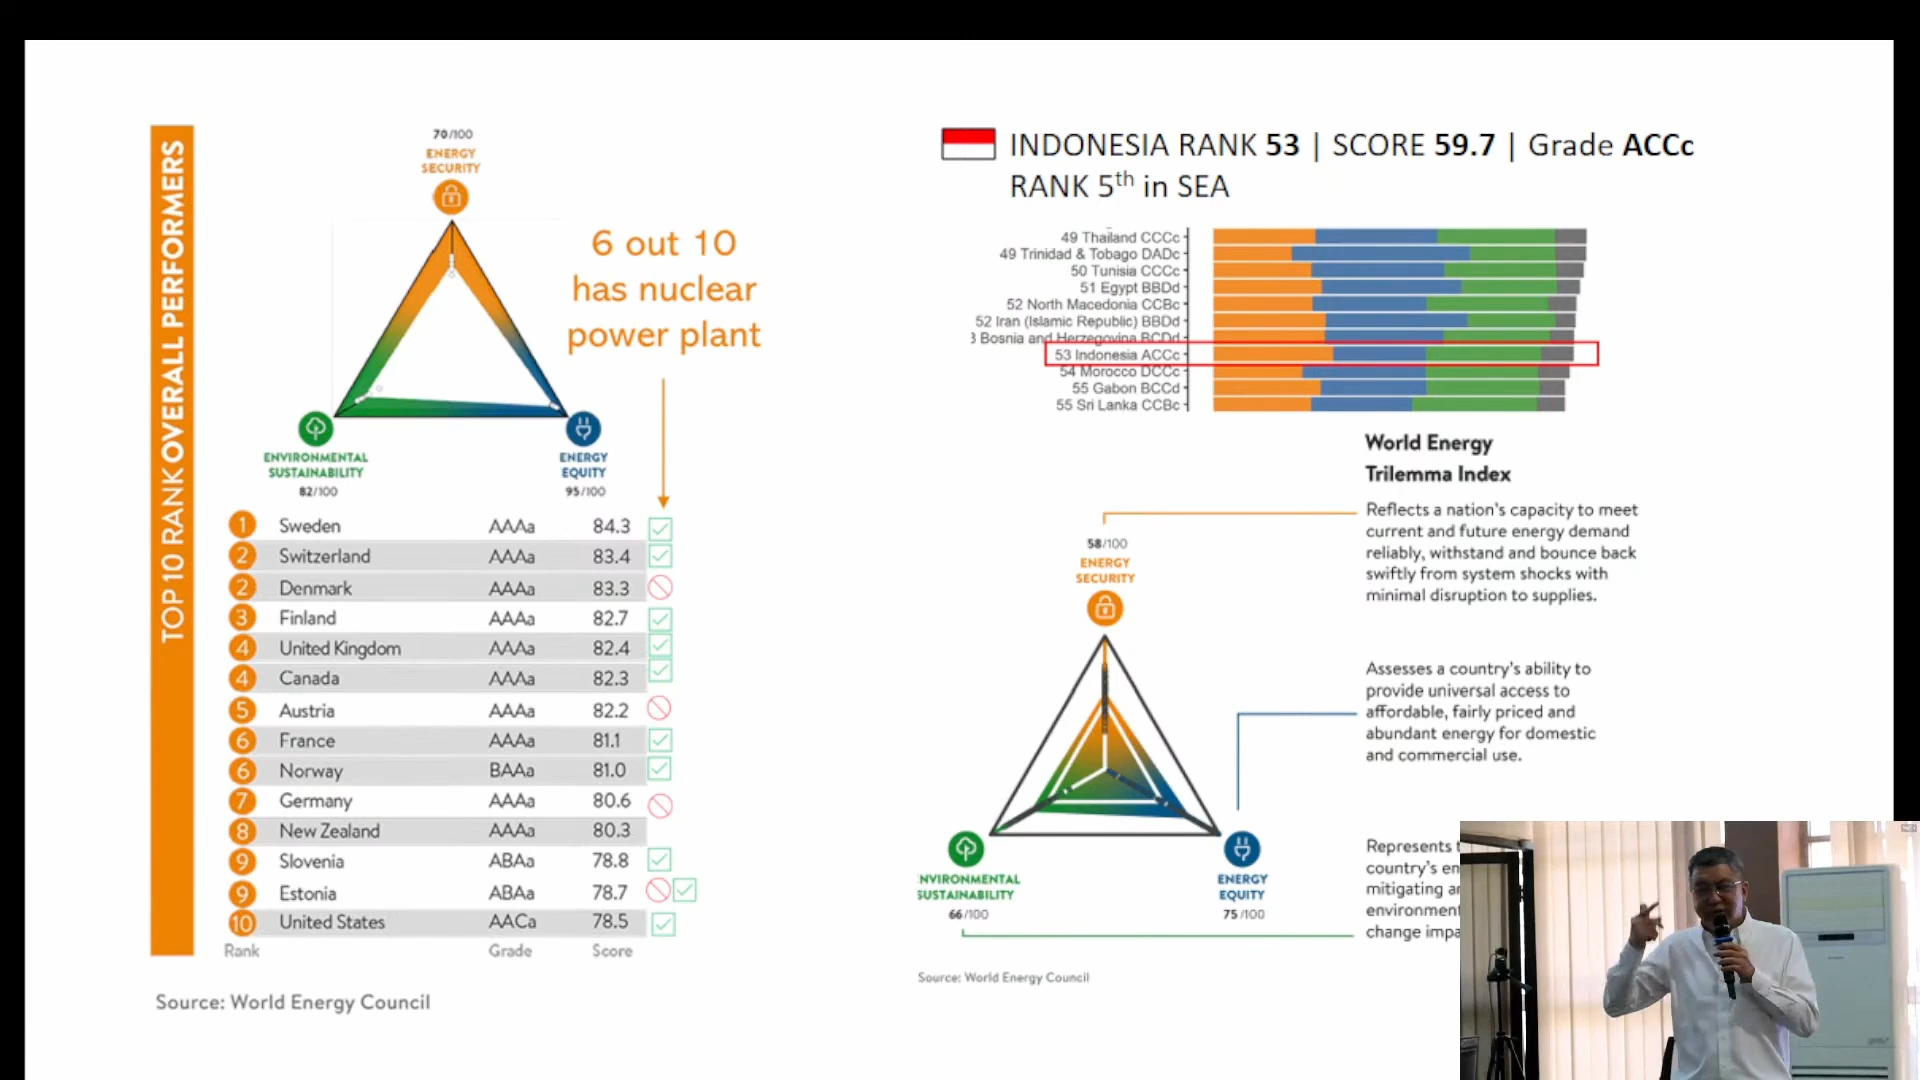 TOP 10 RANK OVERALL PERFORMERS
70/100
ENERGY
SECURITY
6 out 10
has nuclear
power plant
ENVIRONMENTAL
SUSTAINABILITY
82/100
ENERGY
EQUITY
95/100
1 Sweden AAAa 84.3
2 Switzerland AAAa 83.4
2 Denmark AAAa 83.3
3 Finland AAAa 82.7
4 United Kingdom AAAa 82.4
4 Canada AAAa 82.3
5 Austria AAAa 82.2
6 France AAAa 81.1
6 Norway BAAa 81.0
7 Germany AAAa 80.6
8 New Zealand AAAa 80.3
9 Slovenia ABAa 78.8
9 Estonia ABAa 78.7
10 United States AACa 78.5
Rank Grade Score
Source: World Energy Council
INDONESIA RANK 53 | SCORE 59.7 | Grade ACCc
RANK 5th in SEA
49 Thailand CCCc
49 Trinidad & Tobago DADc
50 Tunisia CCCc
51 Egypt BBDd
52 North Macedonia CCBc
52 Iran (Islamic Republic) BBDd
3 Bosnia and Herzegovina BCDd
53 Indonesia ACCc
54 Morocco DCCc
55 Gabon BCCd
55 Sri Lanka CCBc
World Energy
Trilemma Index
Reflects a nation's capacity to meet
current and future energy demand
reliably, withstand and bounce back
swiftly from system shocks with
minimal disruption to supplies.
58/100
ENERGY
SECURITY
Assesses a country's ability to
provide universal access to
affordable, fairly priced and
abundant energy for domestic
and commercial use.
NVIRONMENTAL
SUSTAINABILITY
66/100
ENERGY
EQUITY
75/100
Represents
country's en
mitigating
environment
change impa
Source: World Energy Council